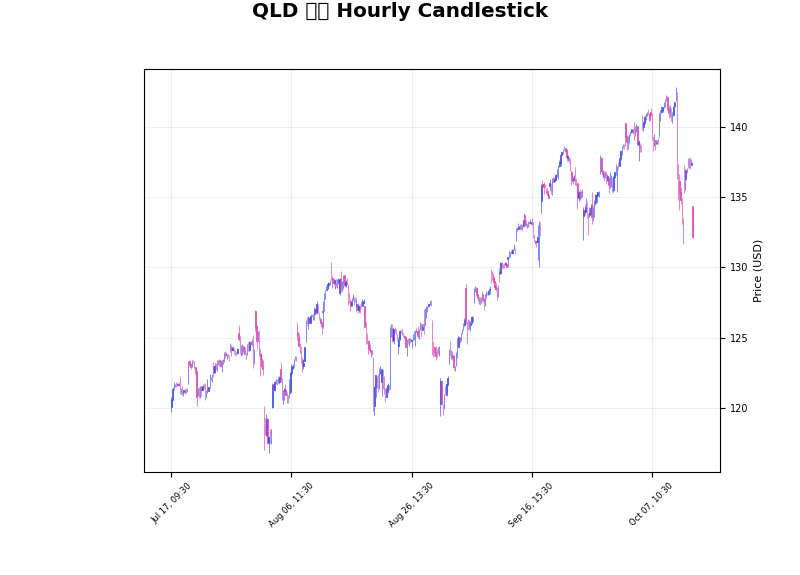 QLD Hourly Candlestick
140
135
130
125
120
Price (USD)
Jul 17, 09:30
Aug 06, 11:30
Aug 26, 13:30
Sep 16, 15:30
Oct 07, 10:30